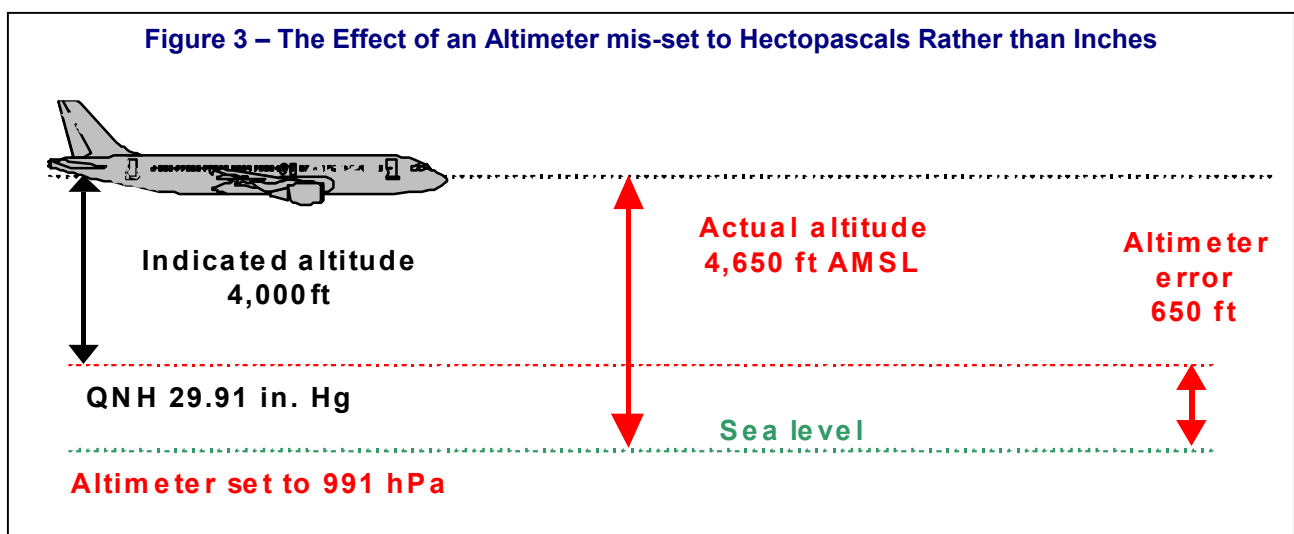 Figure 3 – The Effect of an Altimeter mis-set to Hectopascals Rather than Inches
Indicated altitude
4,000 ft
Actual altitude
4,650 ft AMSL
Altimeter
error
650 ft
QNH 29.91 in. Hg
Sea level
Altimeter set to 991 hPa